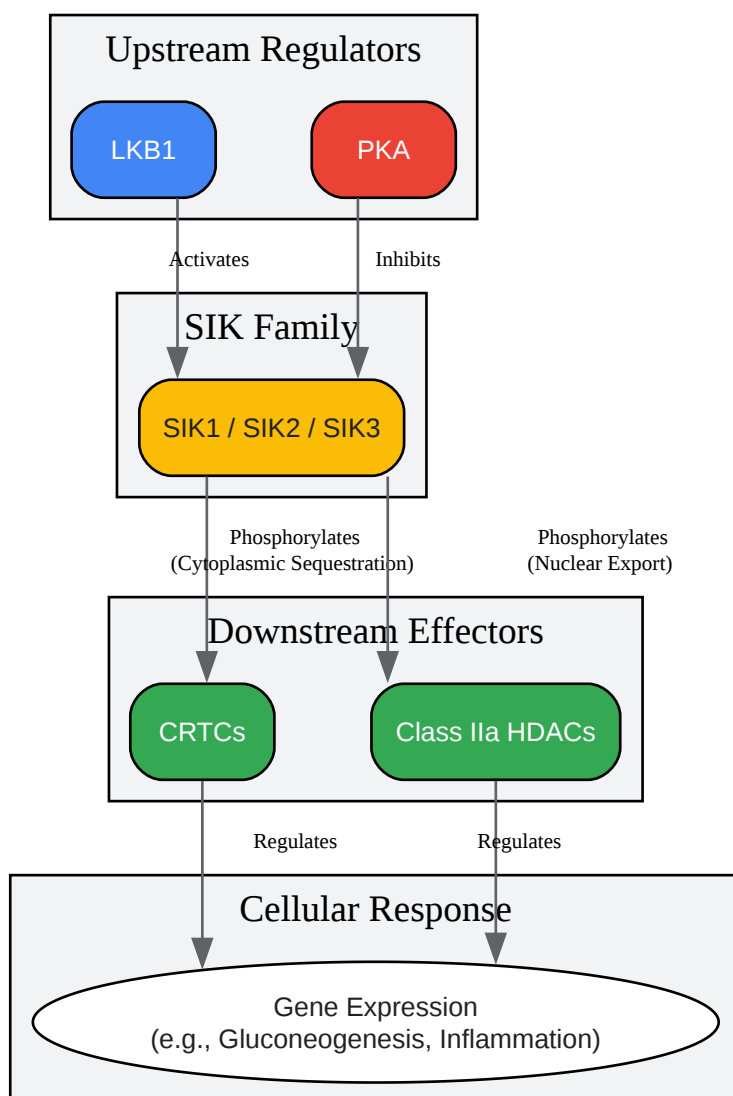 Upstream Regulators
LKB1
PKA
Activates
Inhibits
SIK Family
SIK1 / SIK2 / SIK3
Phosphorylates
(Cytoplasmic Sequestration)
Phosphorylates
(Nuclear Export)
Downstream Effectors
CRTCs
Class IIa HDACs
Regulates
Regulates
Cellular Response
Gene Expression
(e.g., Gluconeogenesis, Inflammation)